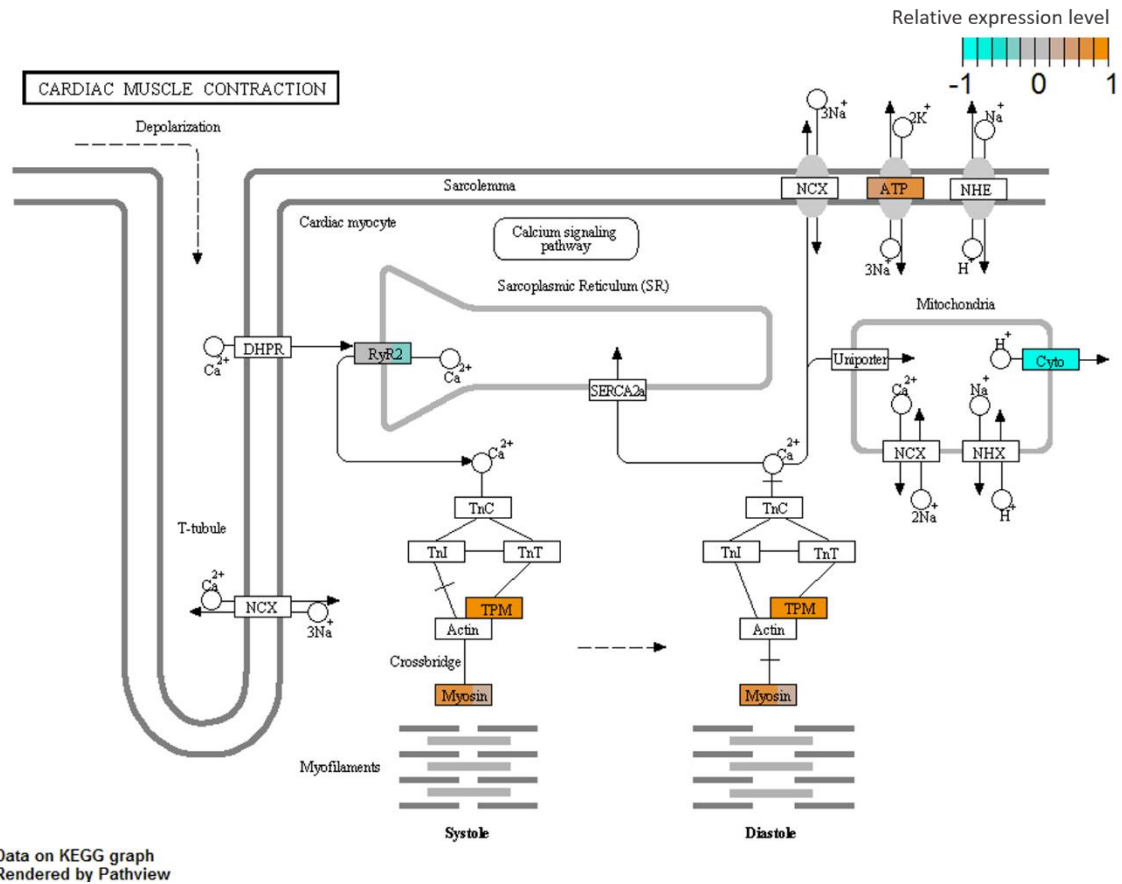 Relative expression level
-1 0 1
CARDIAC MUSCLE CONTRACTION
Depolarization
3Na+
2K+
Na+
Sarcolemma
NCX
ATP
NHE
Cardiac myocyte
Calcium signaling
pathway
3Na+
H+
Sarcoplasmic Reticulum (SR)
Mitochondria
DHPR
Ca2+
RyR2
Ca2+
Uniporter
H+
Cyto
SERCA2a
Ca2+
Na+
Ca2+
Ca2+
NCX
NHX
2Na+
H+
TnC
TnC
T-tubule
TnI
TnT
TnI
TnT
Ca2+
NCX
3Na+
TPM
Actin
TPM
Actin
Crossbridge
Myosin
Myosin
Myofilaments
Systole
Diastole
Data on KEGG graph
Rendered by Pathview